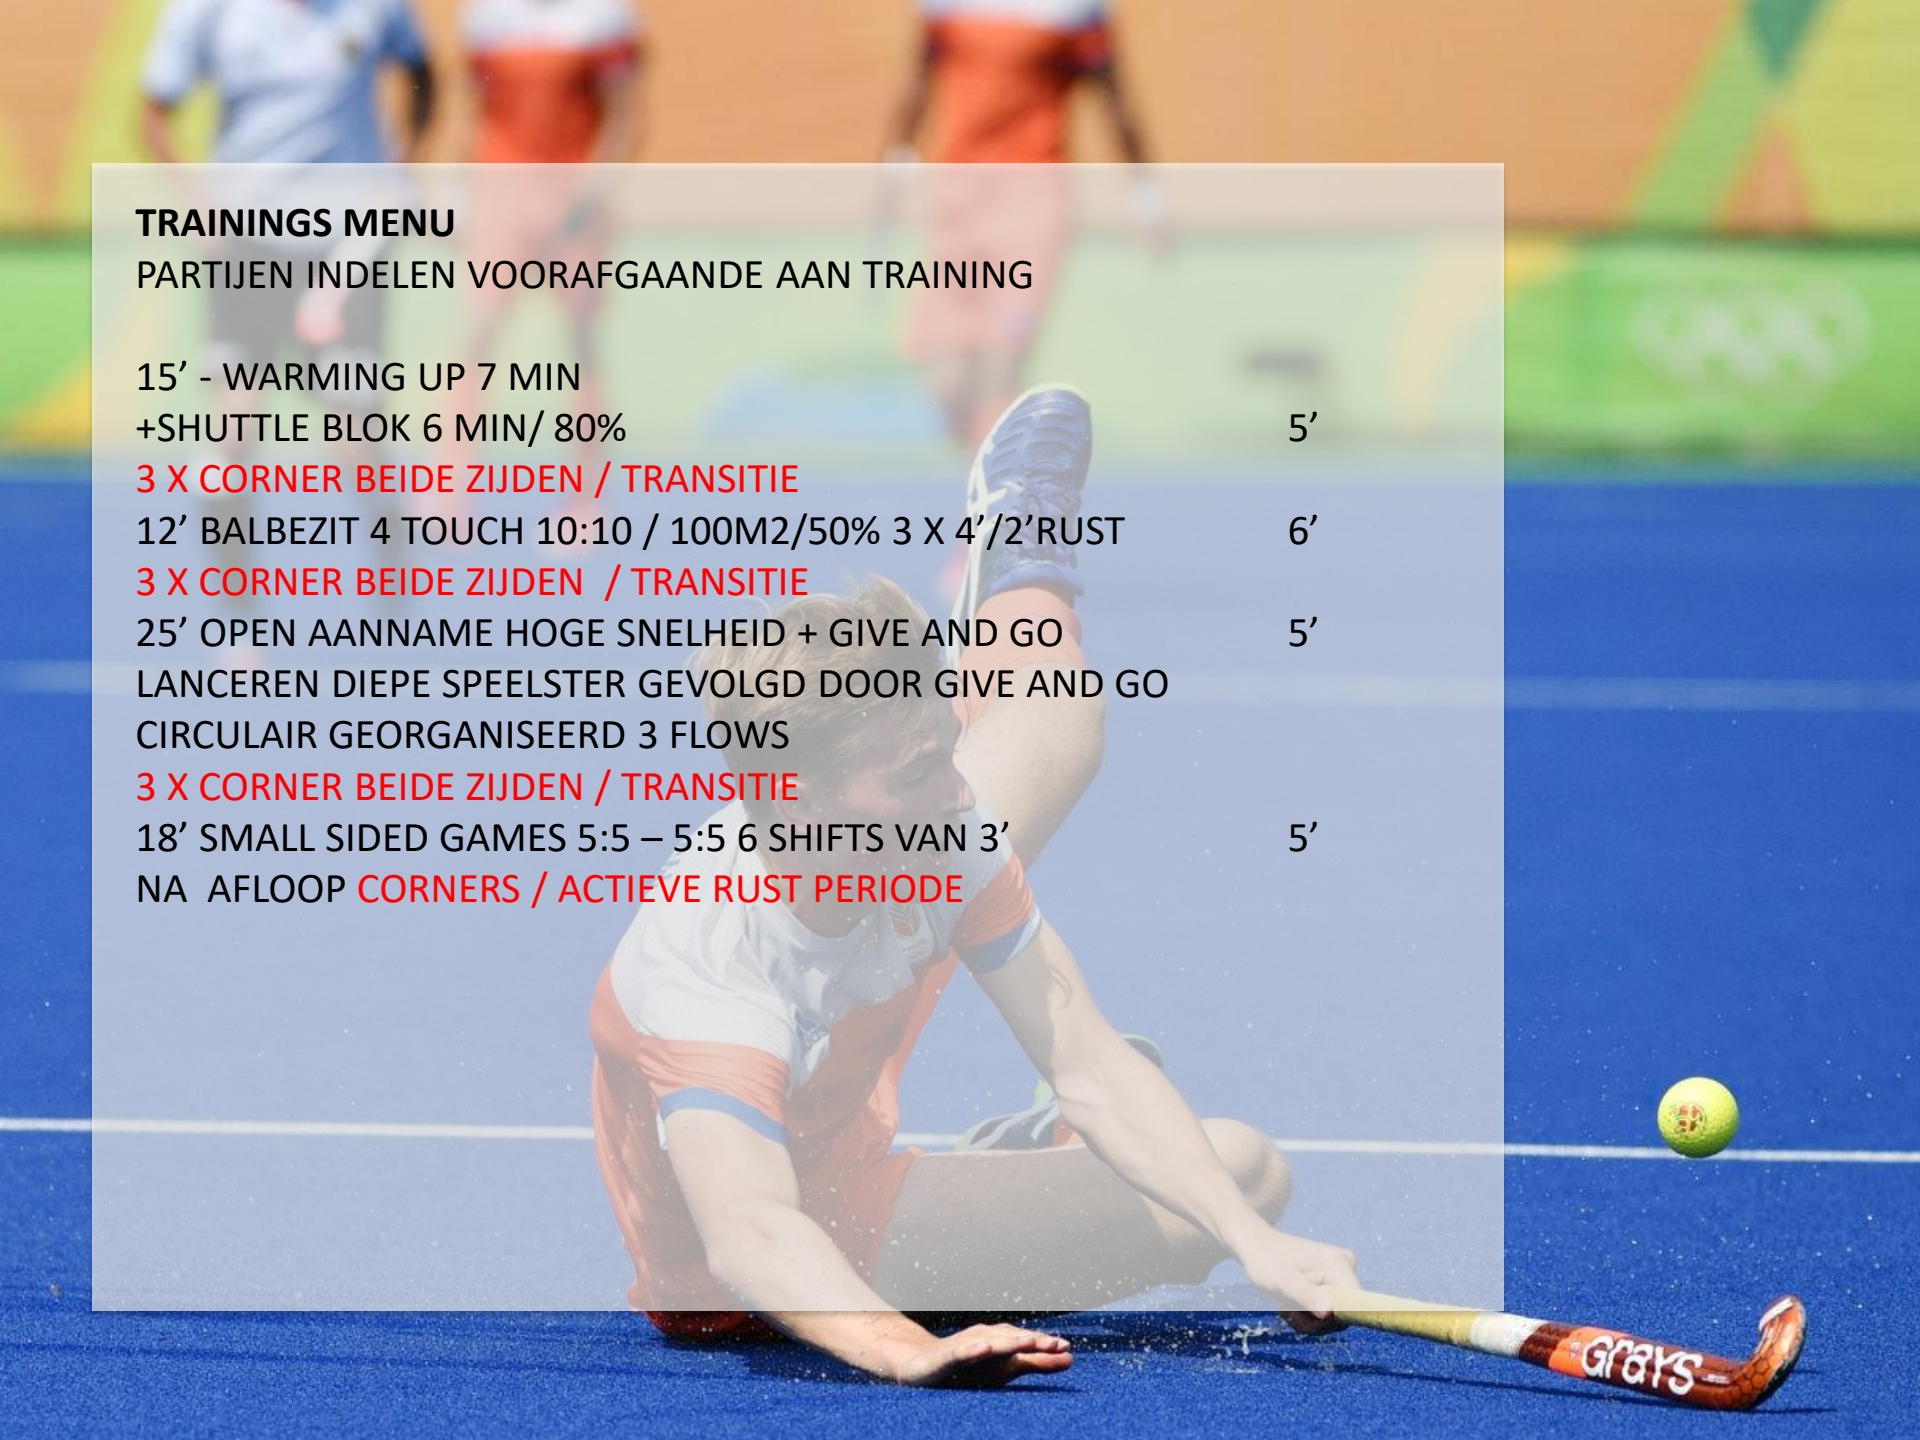 TRAININGS MENU
PARTIJEN INDELEN VOORAFGAANDE AAN TRAINING
15’ - WARMING UP 7 MIN
+SHUTTLE BLOK 6 MIN/ 80% 5’
3 X CORNER BEIDE ZIJDEN / TRANSITIE
12’ BALBEZIT 4 TOUCH 10:10 / 100M2/50% 3 X 4’/2’RUST 6’
3 X CORNER BEIDE ZIJDEN / TRANSITIE
25’ OPEN AANNAME HOGE SNELHEID + GIVE AND GO 5’
LANCEREN DIEPE SPEELSTER GEVOLGD DOOR GIVE AND GO
CIRCULAIR GEORGANISEERD 3 FLOWS
3 X CORNER BEIDE ZIJDEN / TRANSITIE
18’ SMALL SIDED GAMES 5:5 – 5:5 6 SHIFTS VAN 3’ 5’
NA AFLOOP CORNERS / ACTIEVE RUST PERIODE
GRAYS